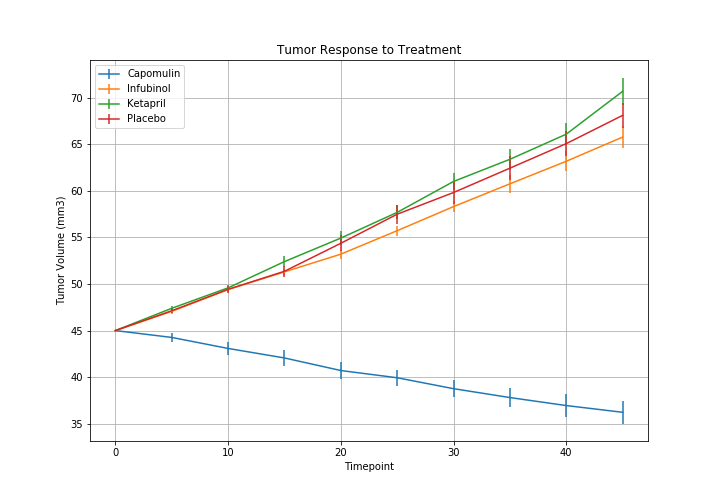 Tumor Response to Treatment
Capomulin
Infubinol
Ketapril
Placebo
Tumor Volume (mm3)
70
65
60
55
50
45
40
35
0 10 20 30 40
Timepoint